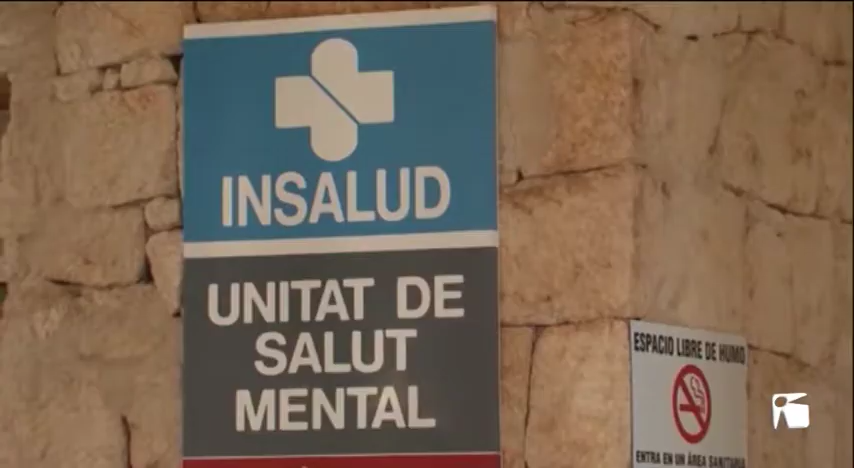 INSALUD
UNITAT DE
SALUT
MENTAL
ESPACIO LIBRE DE HUMO
ENTRA EN UN ÁREA SANITARIA